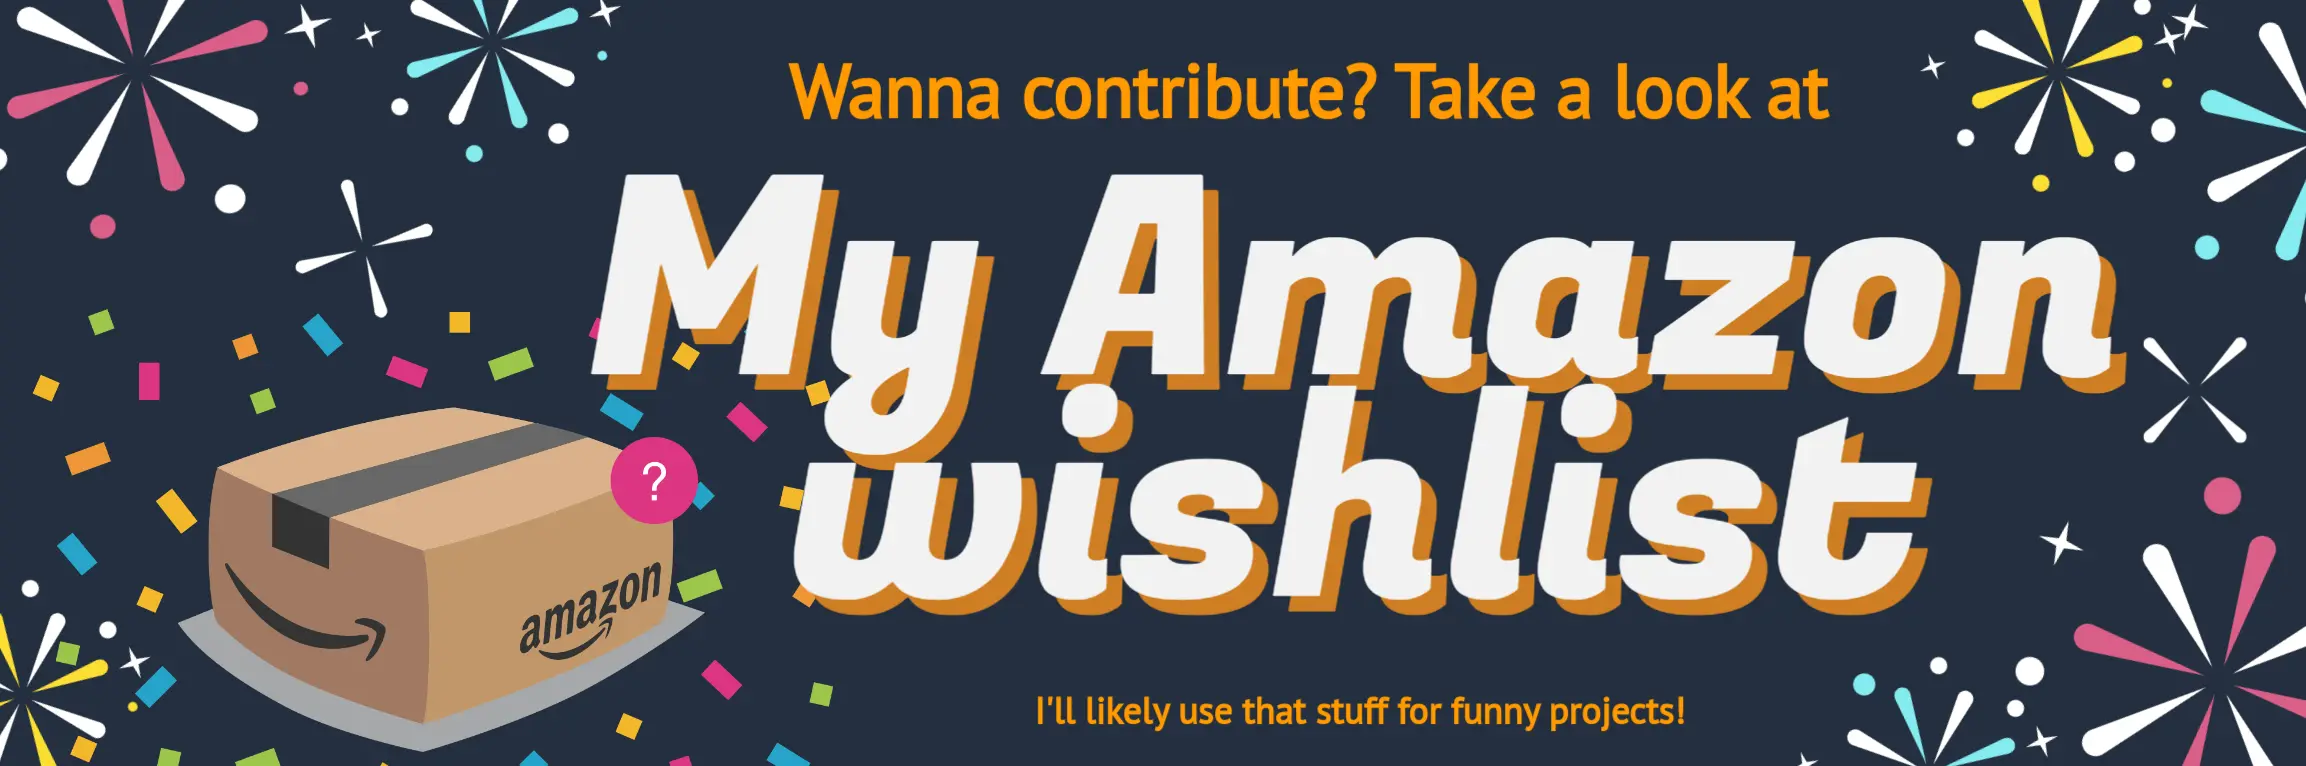 Wanna contribute? Take a look at
My Amazon
wishlist
?
amazon
I'll likely use that stuff for funny projects!